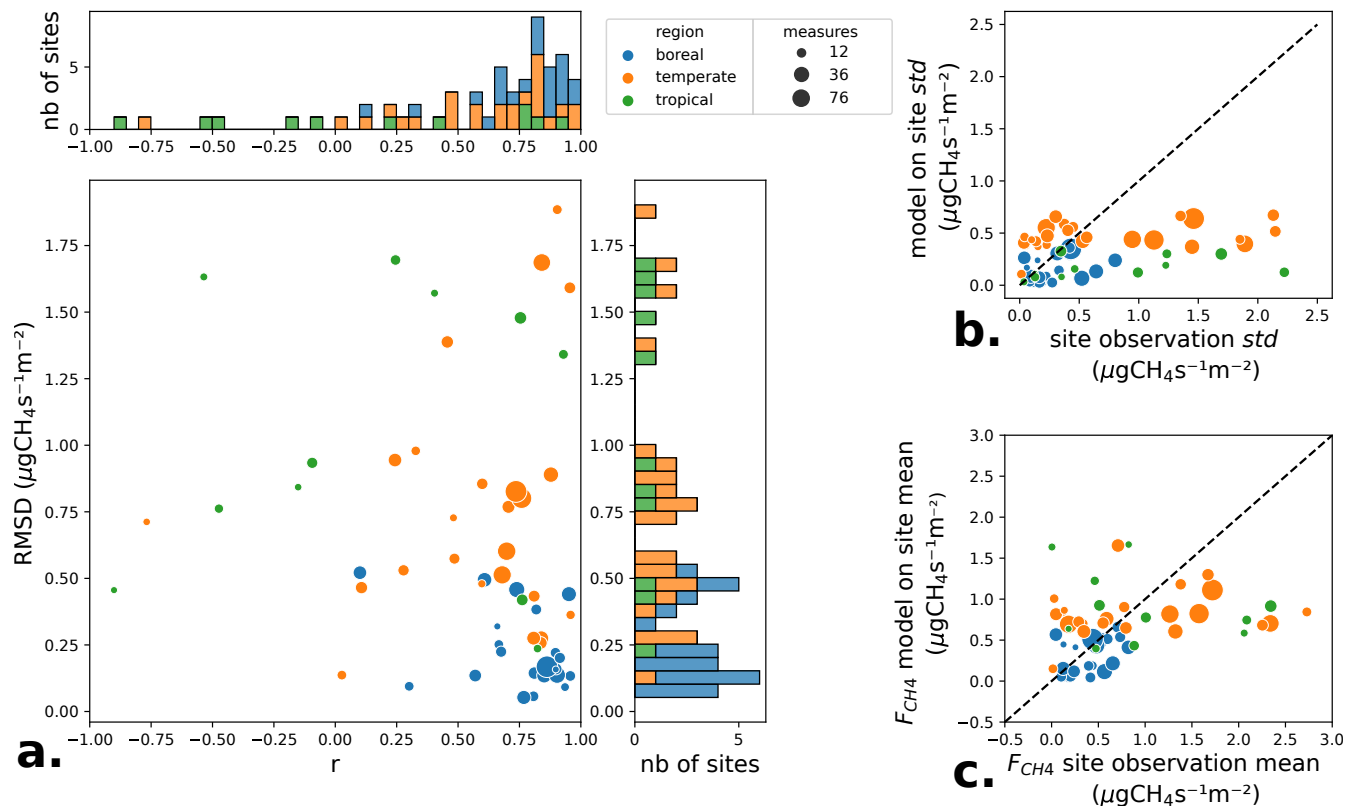 nb of sites
5
0
−1.00 −0.75 −0.50 −0.25 0.00 0.25 0.50 0.75 1.00
region
boreal
temperate
tropical
measures
12
36
76
RMSD (μgCH₄s⁻¹m⁻²)
1.75
1.50
1.25
1.00
0.75
0.50
0.25
0.00
−1.00 −0.75 −0.50 −0.25 0.00 0.25 0.50 0.75 1.00
r
a.
1.75
1.50
1.25
1.00
0.75
0.50
0.25
0.00
0 5
nb of sites
model on site std
(μgCH₄s⁻¹m⁻²)
2.5
2.0
1.5
1.0
0.5
0.0
0.0 0.5 1.0 1.5 2.0 2.5
b.
site observation std
(μgCH₄s⁻¹m⁻²)
F_CH4 model on site mean
(μgCH₄s⁻¹m⁻²)
3.0
2.5
2.0
1.5
1.0
0.5
0.0
−0.5
−0.5 0.0 0.5 1.0 1.5 2.0 2.5 3.0
c.
F_CH4 site observation mean
(μgCH₄s⁻¹m⁻²)